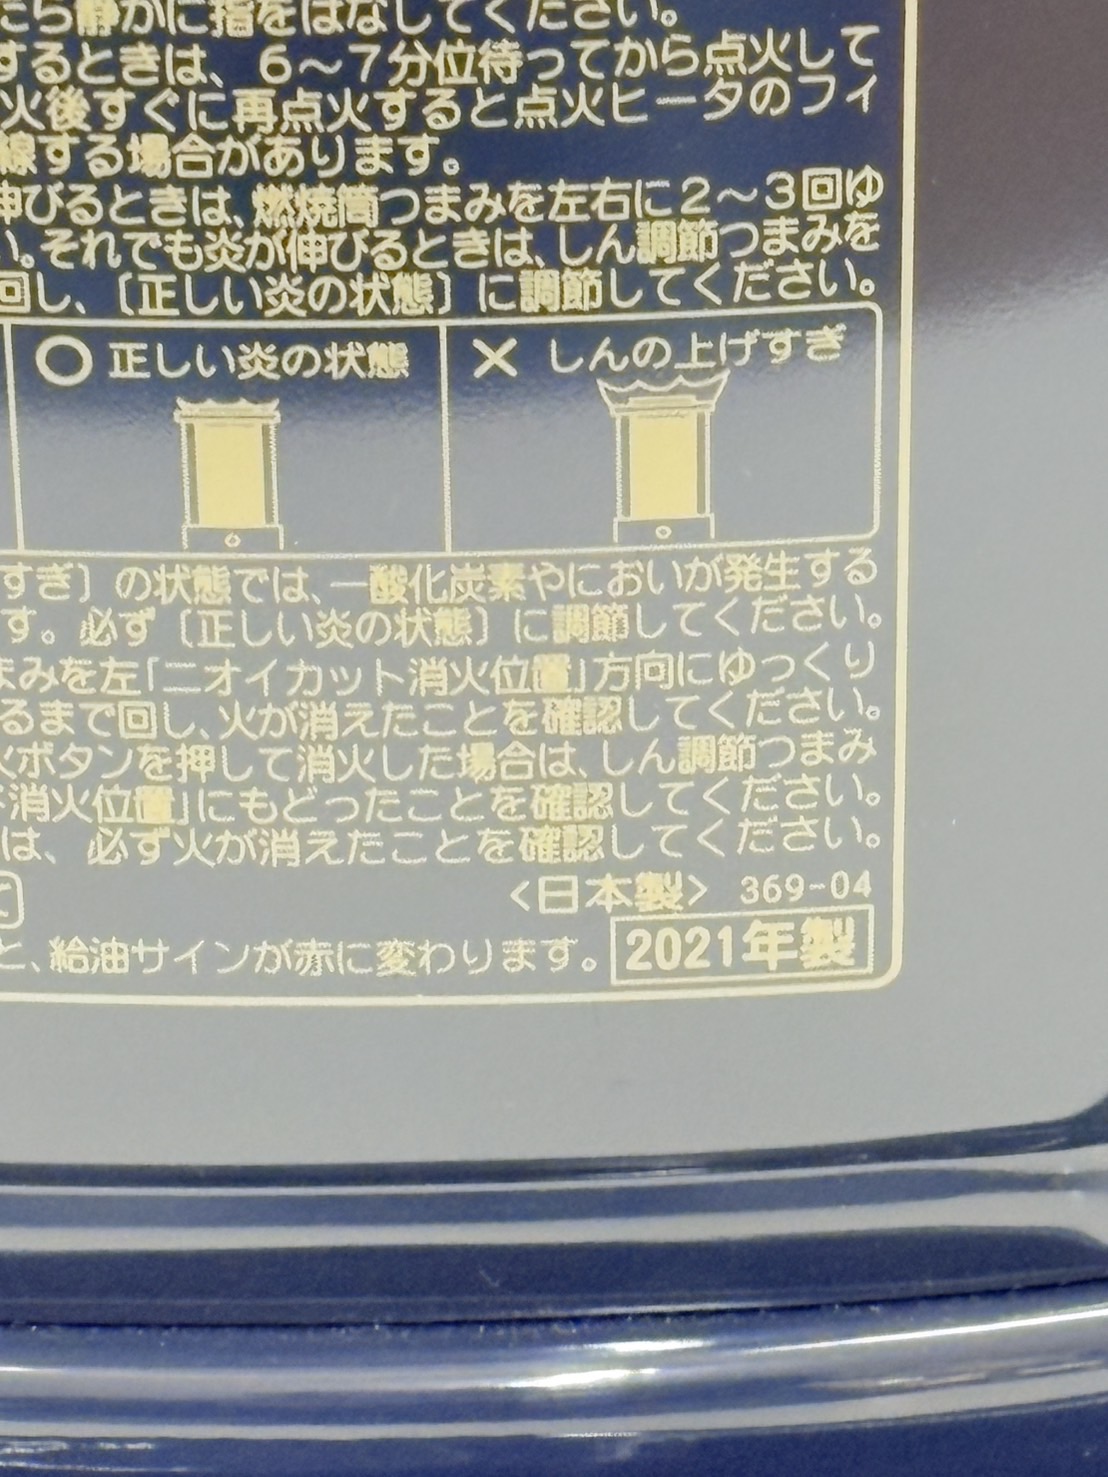 たら静かに指をはなしてください。
するときは、6～7分位待ってから点火して
火後すぐに再点火すると点火ヒータのフィ
線する場合があります。
伸びるときは、燃焼筒つまみを左右に2～3回ゆ
い。それでも炎が伸びるときは、しん調節つまみを
回し、〔正しい炎の状態〕に調節してください。
○ 正しい炎の状態
× しんの上げすぎ
すぎ〕の状態では、一酸化炭素やにおいが発生する
す。必ず〔正しい炎の状態〕に調節してください。
まみを左「ニオイカット消火位置」方向にゆっくり
るまで回し、火が消えたことを確認してください。
火ボタンを押して消火した場合は、しん調節つまみ
消火位置」にもどったことを確認してください。
は、必ず火が消えたことを確認してください。
<日本製> 369-04
と、給油サインが赤に変わります。
2021年製